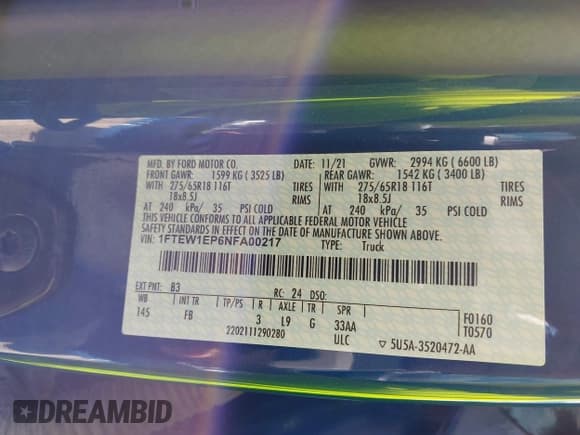 MFD. BY FORD MOTOR CO. 11/21 GVWR: 2994 KG ( 6600 LB)
FRONT GAWR: 1599 KG ( 3525 LB) REAR GAWR: 1542 KG ( 3400 LB)
WITH 275/65R18 116T TIRES WITH 275/65R18 116T TIRES
18x8.5J RIMS 18x8.5J RIMS
AT 240 kPa/ 35 PSI COLD AT 240 kPa/ 35 PSI COLD
THIS VEHICLE CONFORMS TO ALL APPLICABLE FEDERAL MOTOR VEHICLE
SAFETY STANDARDS IN EFFECT ON THE DATE OF MANUFACTURE SHOWN ABOVE.
VIN: 1FTEW1EP6NFA00217 TYPE: Truck
EXT PNT: B3 RC: 24 DSO:
WB INT TR TP/PS R AXLE TR SPR
145 FB 3 L9 G 33AA
F0160
T0570
2202111290280 ULC ▽ 5U5A-3520472-AA
DREAMBID